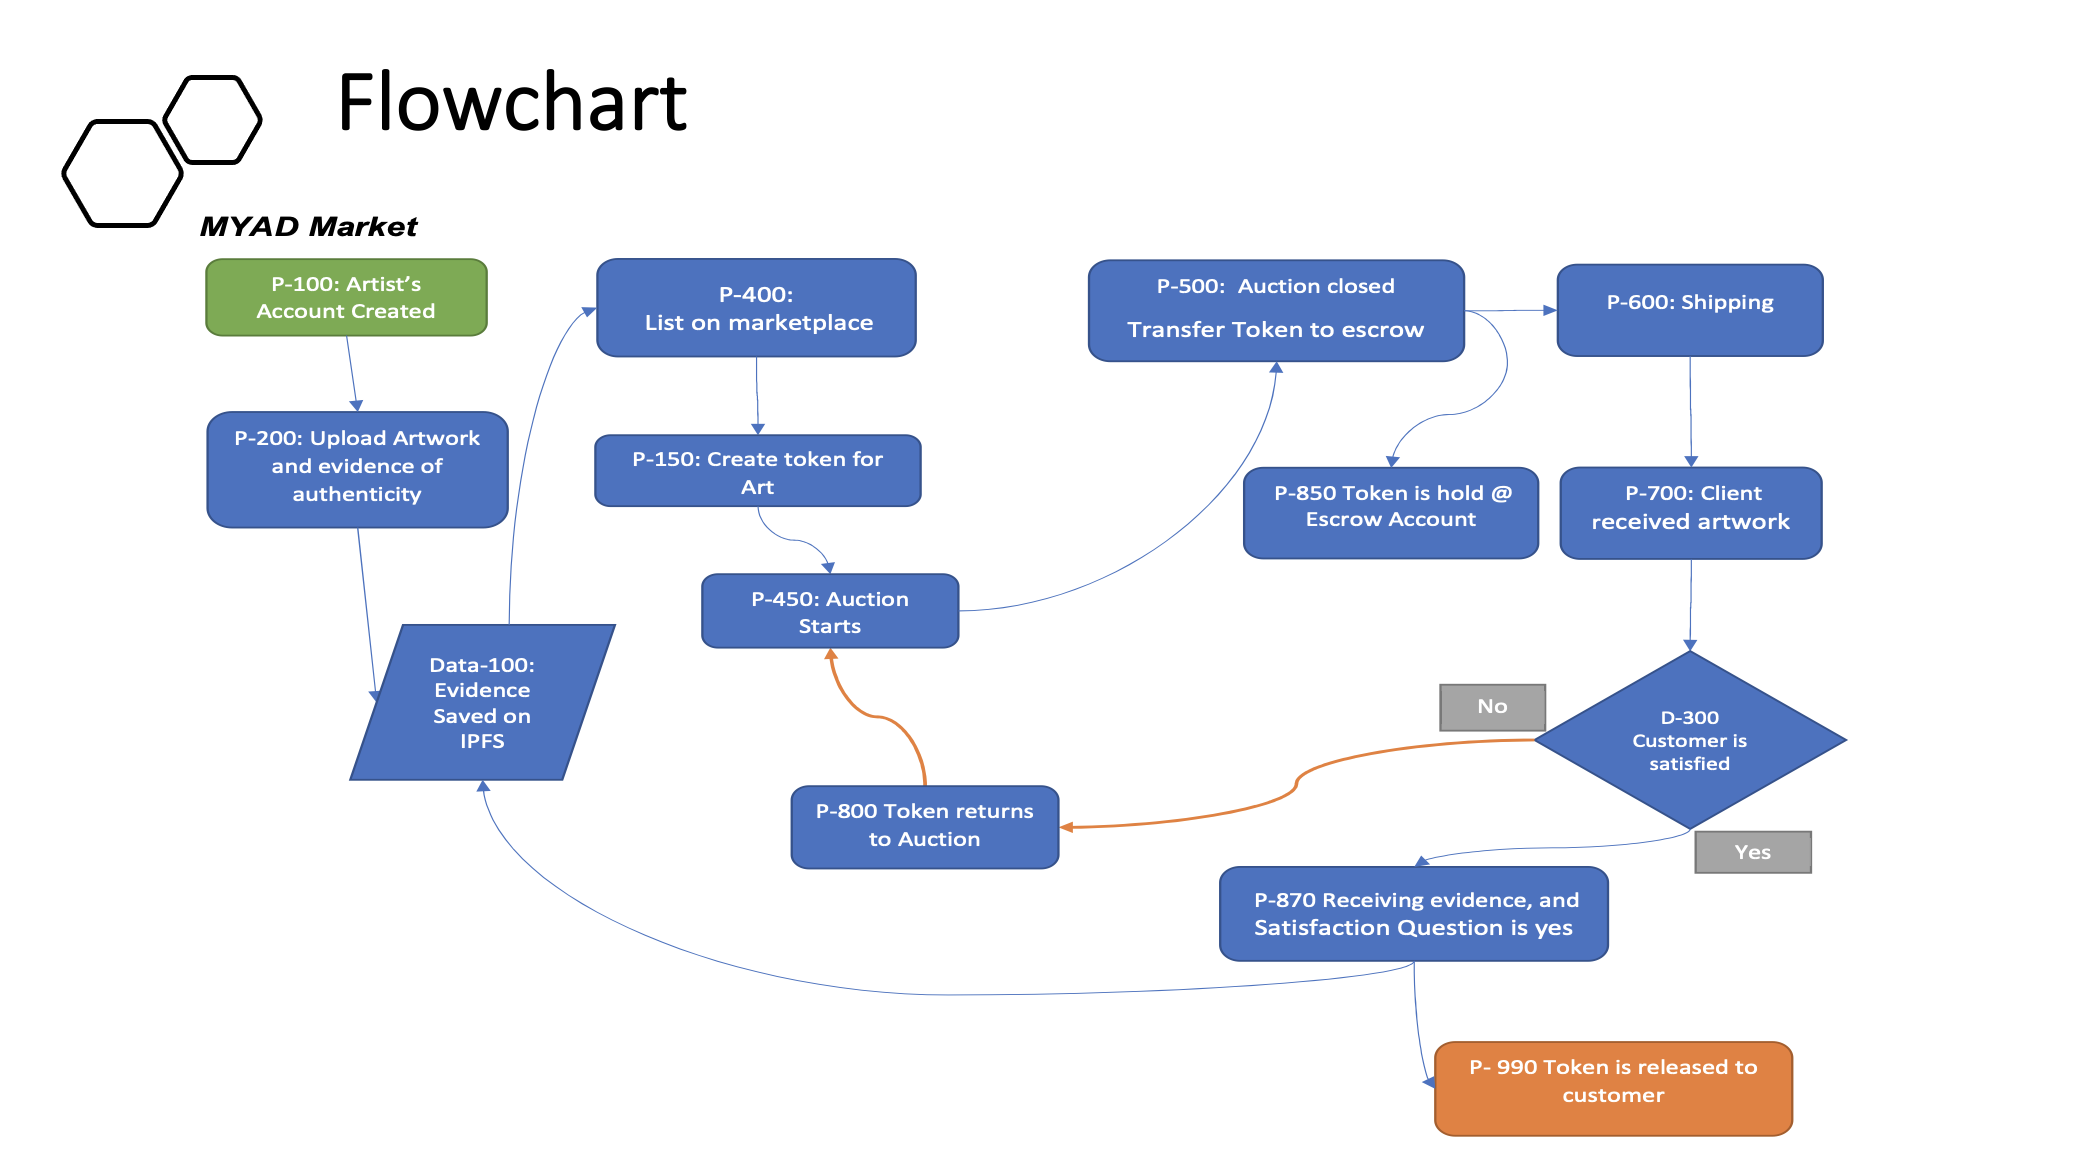 Flowchart
MYAD Market
P-100: Artist's
Account Created
P-200: Upload Artwork
and evidence of
authenticity
Data-100:
Evidence
Saved on
IPFS
P-400:
List on marketplace
P-150: Create token for
Art
P-450: Auction
Starts
P-800 Token returns
to Auction
P-500:  Auction closed
Transfer Token to escrow
P-850 Token is hold @
Escrow Account
P-600: Shipping
P-700: Client
received artwork
D-300
Customer is
satisfied
No
Yes
P-870 Receiving evidence, and
Satisfaction Question is yes
P- 990 Token is released to
customer